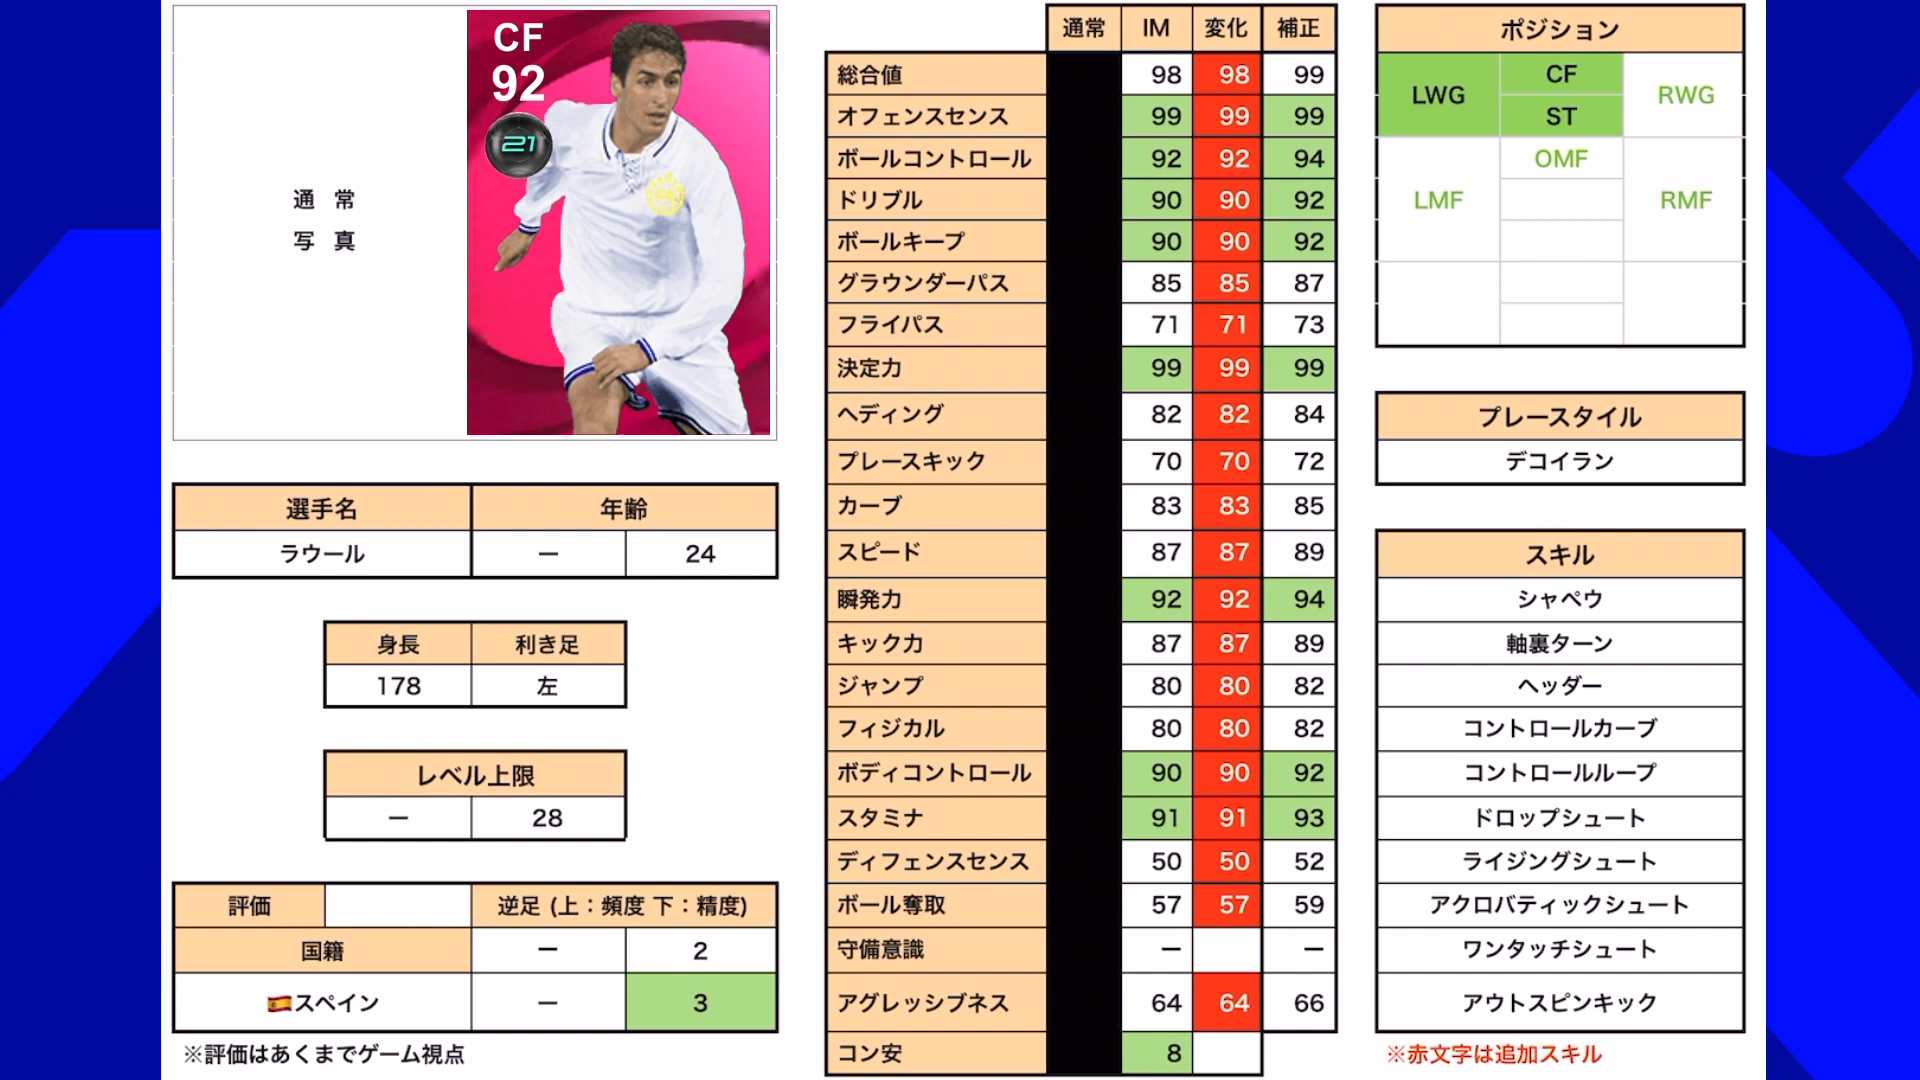 CF
92
21
通 常
写 真
選手名 年齢
ラウール — 24
身長 利き足
178 左
レベル上限
— 28
評価 逆足 (上：頻度 下：精度)
国籍 — 2
🇪🇸スペイン — 3
※評価はあくまでゲーム視点
通常 IM 変化 補正
総合値 98 98 99
オフェンスセンス 99 99 99
ボールコントロール 92 92 94
ドリブル 90 90 92
ボールキープ 90 90 92
グラウンダーパス 85 85 87
フライパス 71 71 73
決定力 99 99 99
ヘディング 82 82 84
プレースキック 70 70 72
カーブ 83 83 85
スピード 87 87 89
瞬発力 92 92 94
キック力 87 87 89
ジャンプ 80 80 82
フィジカル 80 80 82
ボディコントロール 90 90 92
スタミナ 91 91 93
ディフェンスセンス 50 50 52
ボール奪取 57 57 59
守備意識 — —
アグレッシブネス 64 64 66
コン安 8
ポジション
LWG CF RWG
ST
OMF
LMF RMF
プレースタイル
デコイラン
スキル
シャペウ
軸裏ターン
ヘッダー
コントロールカーブ
コントロールループ
ドロップシュート
ライジングシュート
アクロバティックシュート
ワンタッチシュート
アウトスピンキック
※赤文字は追加スキル